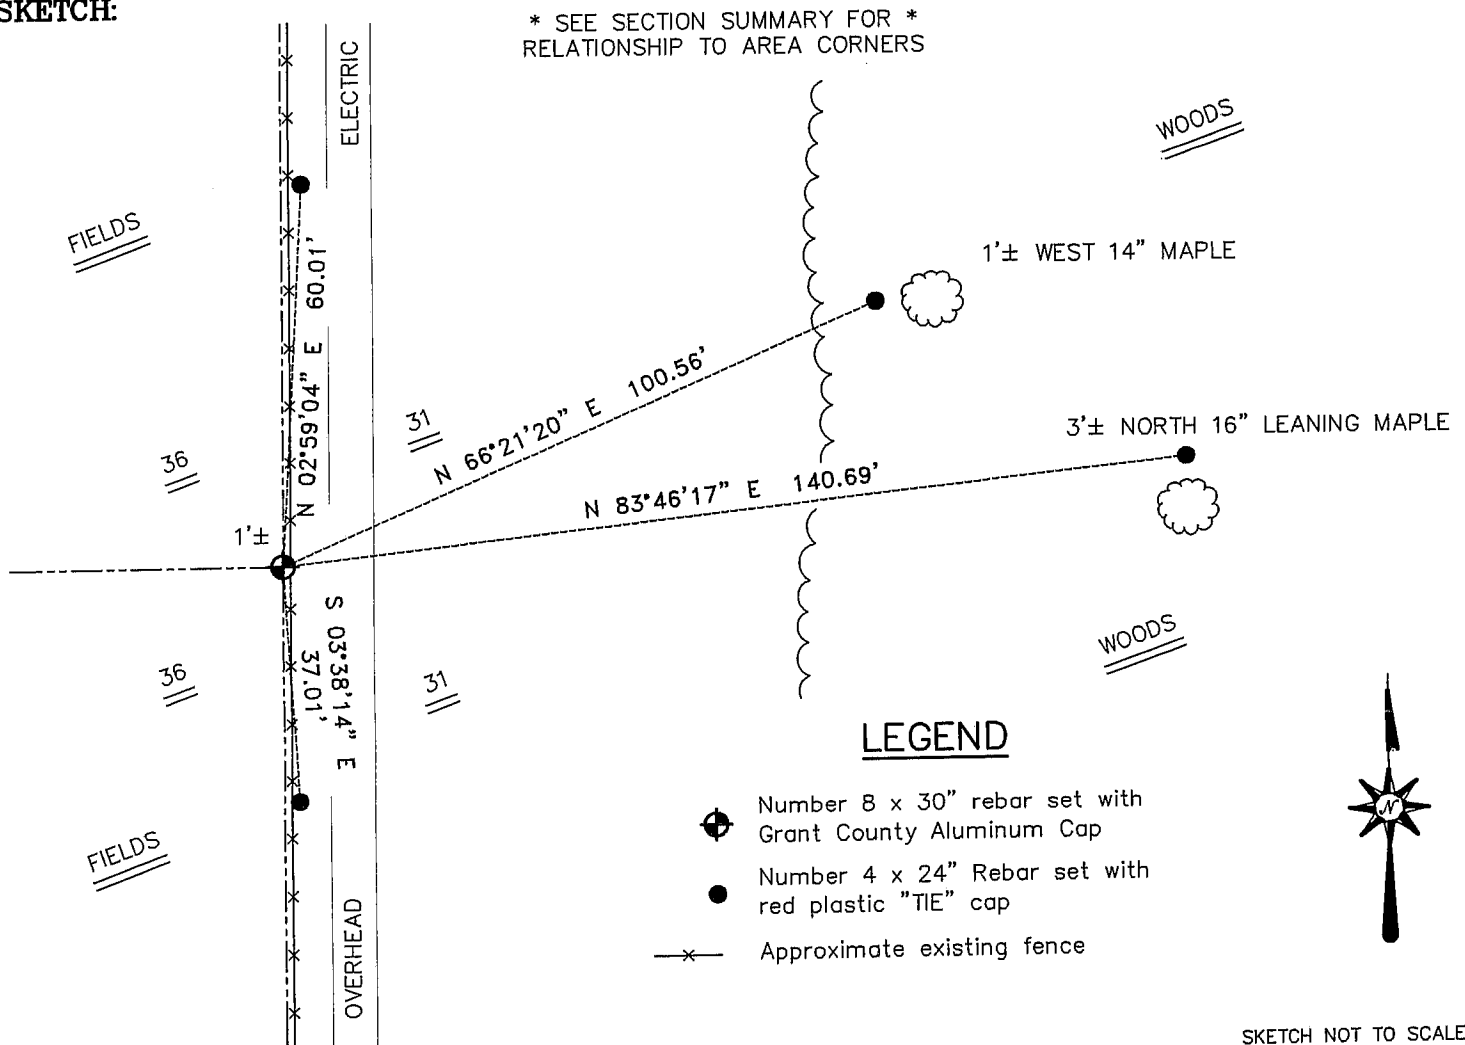 SKETCH:
* SEE SECTION SUMMARY FOR *
RELATIONSHIP TO AREA CORNERS
ELECTRIC
WOODS
FIELDS
N 02°59'04" E 60.01'
1'± WEST 14" MAPLE
N 66°21'20" E 100.56'
31
36
3'± NORTH 16" LEANING MAPLE
N 83°46'17" E 140.69'
1'±
S 03°38'14" E
37.01'
36
31
WOODS
FIELDS
OVERHEAD
LEGEND
Number 8 x 30" rebar set with
Grant County Aluminum Cap
Number 4 x 24" Rebar set with
red plastic "TIE" cap
Approximate existing fence
N
SKETCH NOT TO SCALE